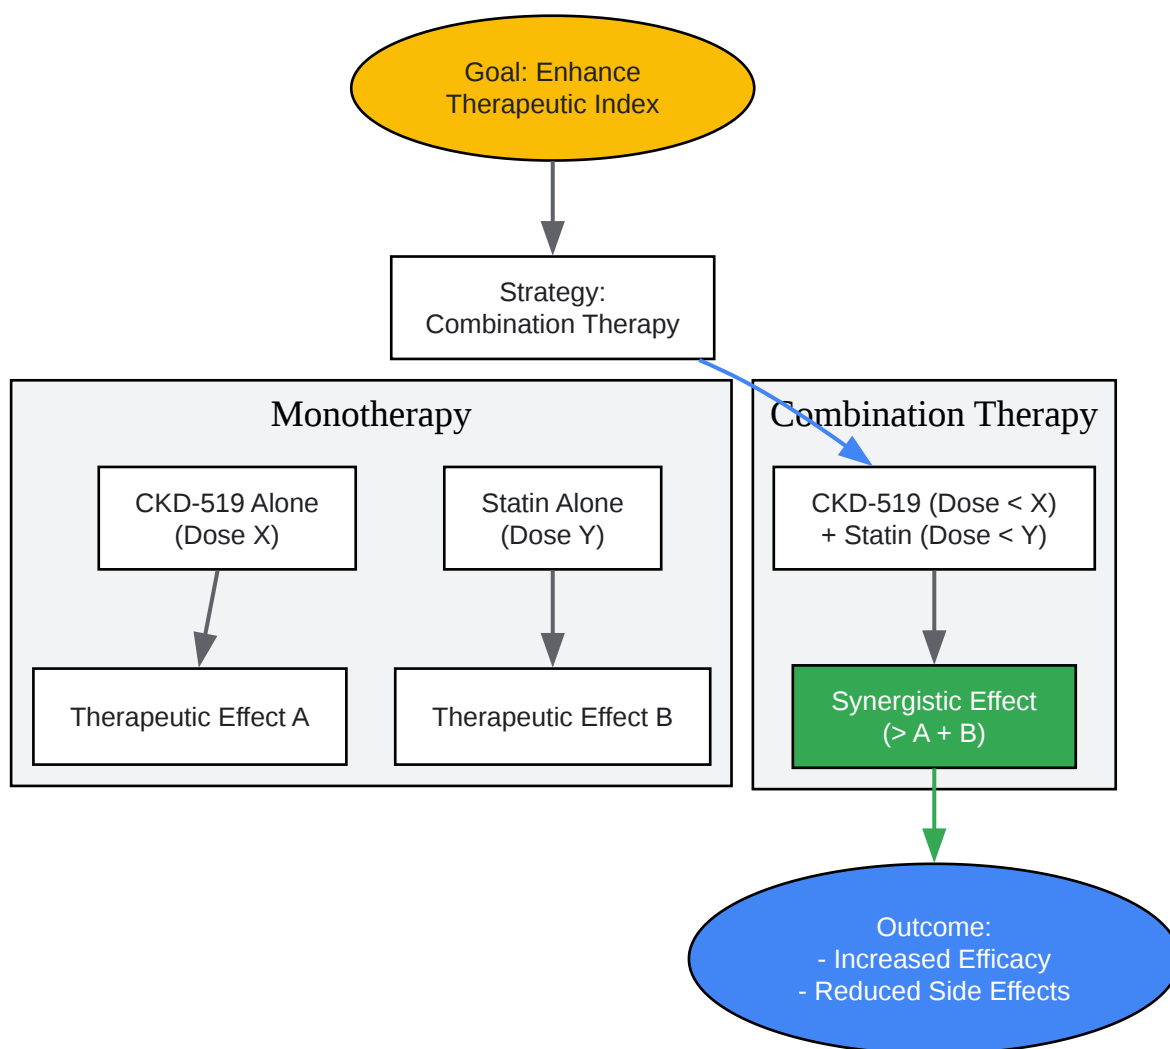 Goal: Enhance
Therapeutic Index
Strategy:
Combination Therapy
Monotherapy
CKD-519 Alone
(Dose X)
Statin Alone
(Dose Y)
Therapeutic Effect A
Therapeutic Effect B
Combination Therapy
CKD-519 (Dose < X)
+ Statin (Dose < Y)
Synergistic Effect
(> A + B)
Outcome:
- Increased Efficacy
- Reduced Side Effects